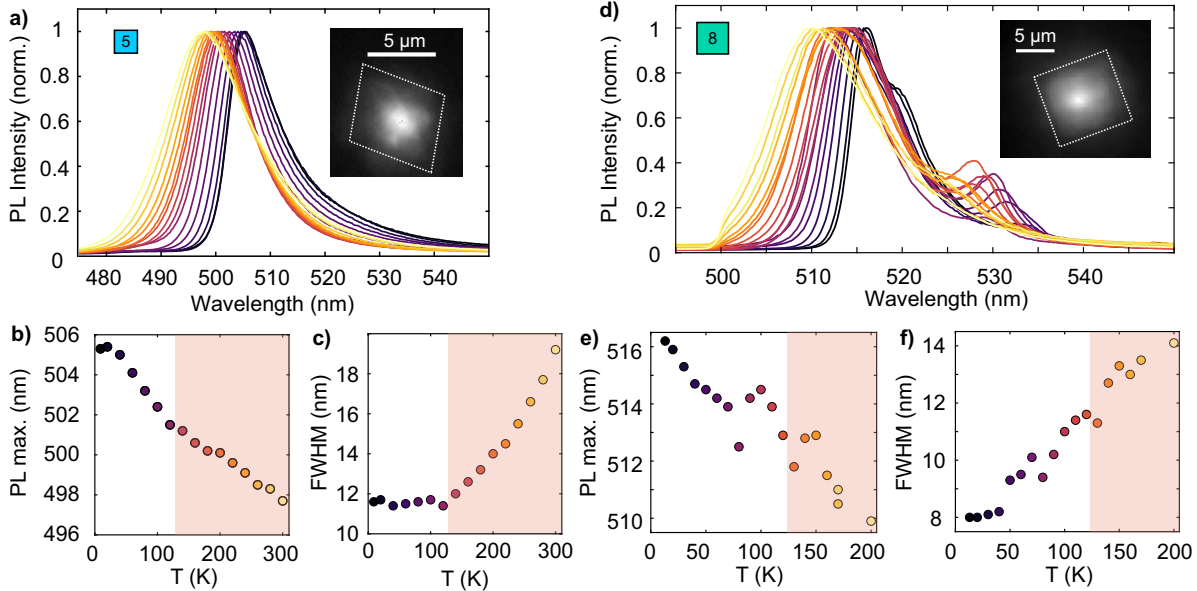 a)
5
5 µm
PL Intensity (norm.)
1
0.8
0.6
0.4
0.2
0
480 490 500 510 520 530 540
Wavelength (nm)
d)
8
5 µm
PL Intensity (norm.)
1
0.8
0.6
0.4
0.2
0
500 510 520 530 540
Wavelength (nm)
b)
PL max. (nm)
506
504
502
500
498
496
0 100 200 300
T (K)
c)
FWHM (nm)
18
16
14
12
10
0 100 200 300
T (K)
e)
PL max. (nm)
516
514
512
510
0 50 100 150 200
T (K)
f)
FWHM (nm)
14
12
10
8
0 50 100 150 200
T (K)